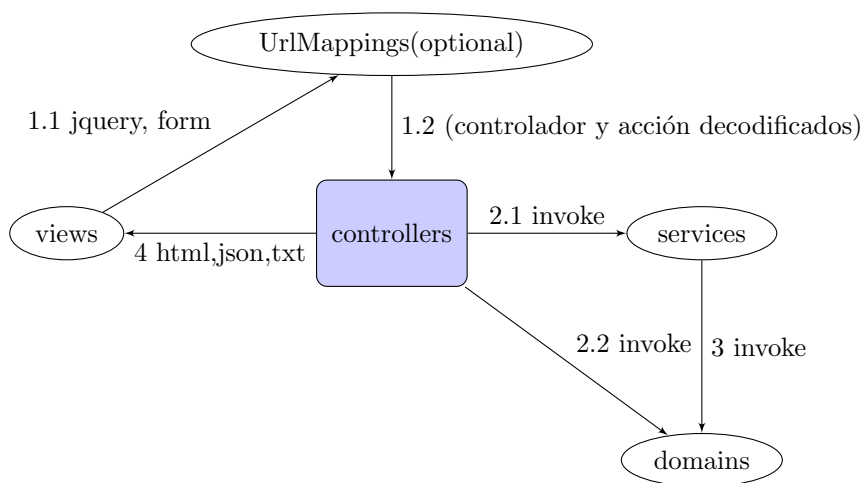 UrlMappings(optional)
1.1 jquery, form
1.2 (controlador y acción decodificados)
views
4 html,json,txt
controllers
2.1 invoke
services
2.2 invoke
3 invoke
domains